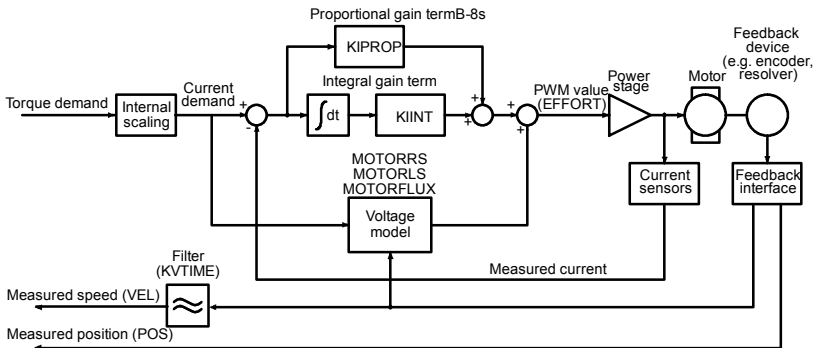 Proportional gain termB-8s
KIPROP
Feedback
device
(e.g. encoder,
resolver)
Power
stage
Motor
Integral gain term
Current
demand
PWM value
(EFFORT)
Torque demand
Internal
scaling
+
-
∫dt
KIINT
+
+
+
+
MOTORRS
MOTORLS
MOTORFLUX
Voltage
model
Current
sensors
Feedback
interface
Filter
(KVTIME)
Measured current
Measured speed (VEL)
Measured position (POS)